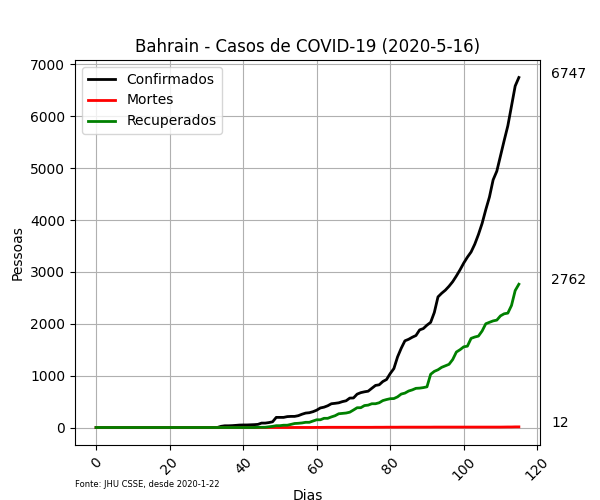 Bahrain - Casos de COVID-19 (2020-5-16)
Confirmados
Mortes
Recuperados
Pessoas
7000
6000
5000
4000
3000
2000
1000
0
6747
2762
12
0
20
40
60
80
100
120
Dias
Fonte: JHU CSSE, desde 2020-1-22